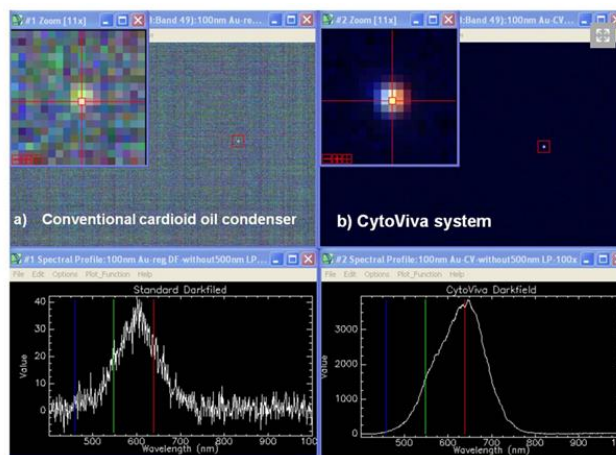 #1 Zoom [11x]
):Band 49):100nm Au-re...
#2 Zoom [11x]
Band 49):100nm Au-CV...
a) Conventional cardioid oil condenser
b) CytoViva system
#1 Spectral Profile:100nm Au-reg DF-without500nm LP...
File Edit Options Plot_Function Help
Standard Darkfiled
Value
40
30
20
10
0
500 600 700 800 900 100
Wavelength (nm)
#2 Spectral Profile:100nm Au-CV-without500nm LP-100x
File Edit Options Plot_Function Help
CytoViva Darkfield
Value
3000
2000
1000
0
500 600 700 800 900 100
Wavelength (nm)